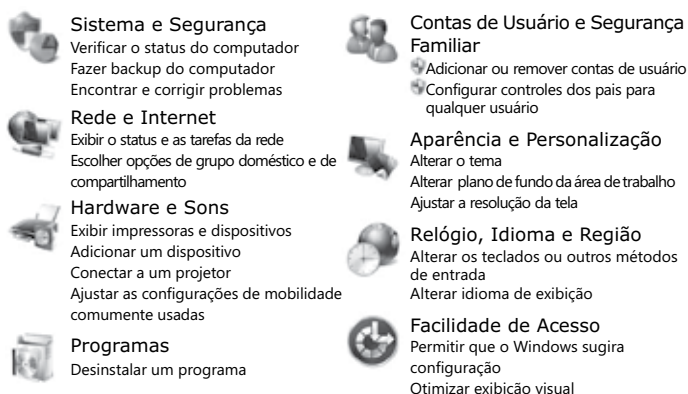 Sistema e Segurança
Verificar o status do computador
Fazer backup do computador
Encontrar e corrigir problemas
Rede e Internet
Exibir o status e as tarefas da rede
Escolher opções de grupo doméstico e de
compartilhamento
Hardware e Sons
Exibir impressoras e dispositivos
Adicionar um dispositivo
Conectar a um projetor
Ajustar as configurações de mobilidade
comumente usadas
Programas
Desinstalar um programa
Contas de Usuário e Segurança
Familiar
Adicionar ou remover contas de usuário
Configurar controles dos pais para
qualquer usuário
Aparência e Personalização
Alterar o tema
Alterar plano de fundo da área de trabalho
Ajustar a resolução da tela
Relógio, Idioma e Região
Alterar os teclados ou outros métodos
de entrada
Alterar idioma de exibição
Facilidade de Acesso
Permitir que o Windows sugira
configuração
Otimizar exibição visual